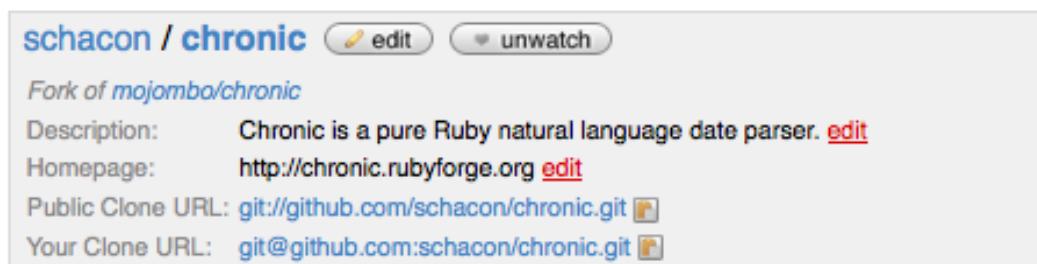 schacon / chronic edit unwatch
Fork of mojombo/chronic
Description: Chronic is a pure Ruby natural language date parser. edit
Homepage: http://chronic.rubyforge.org edit
Public Clone URL: git://github.com/schacon/chronic.git
Your Clone URL: git@github.com:schacon/chronic.git